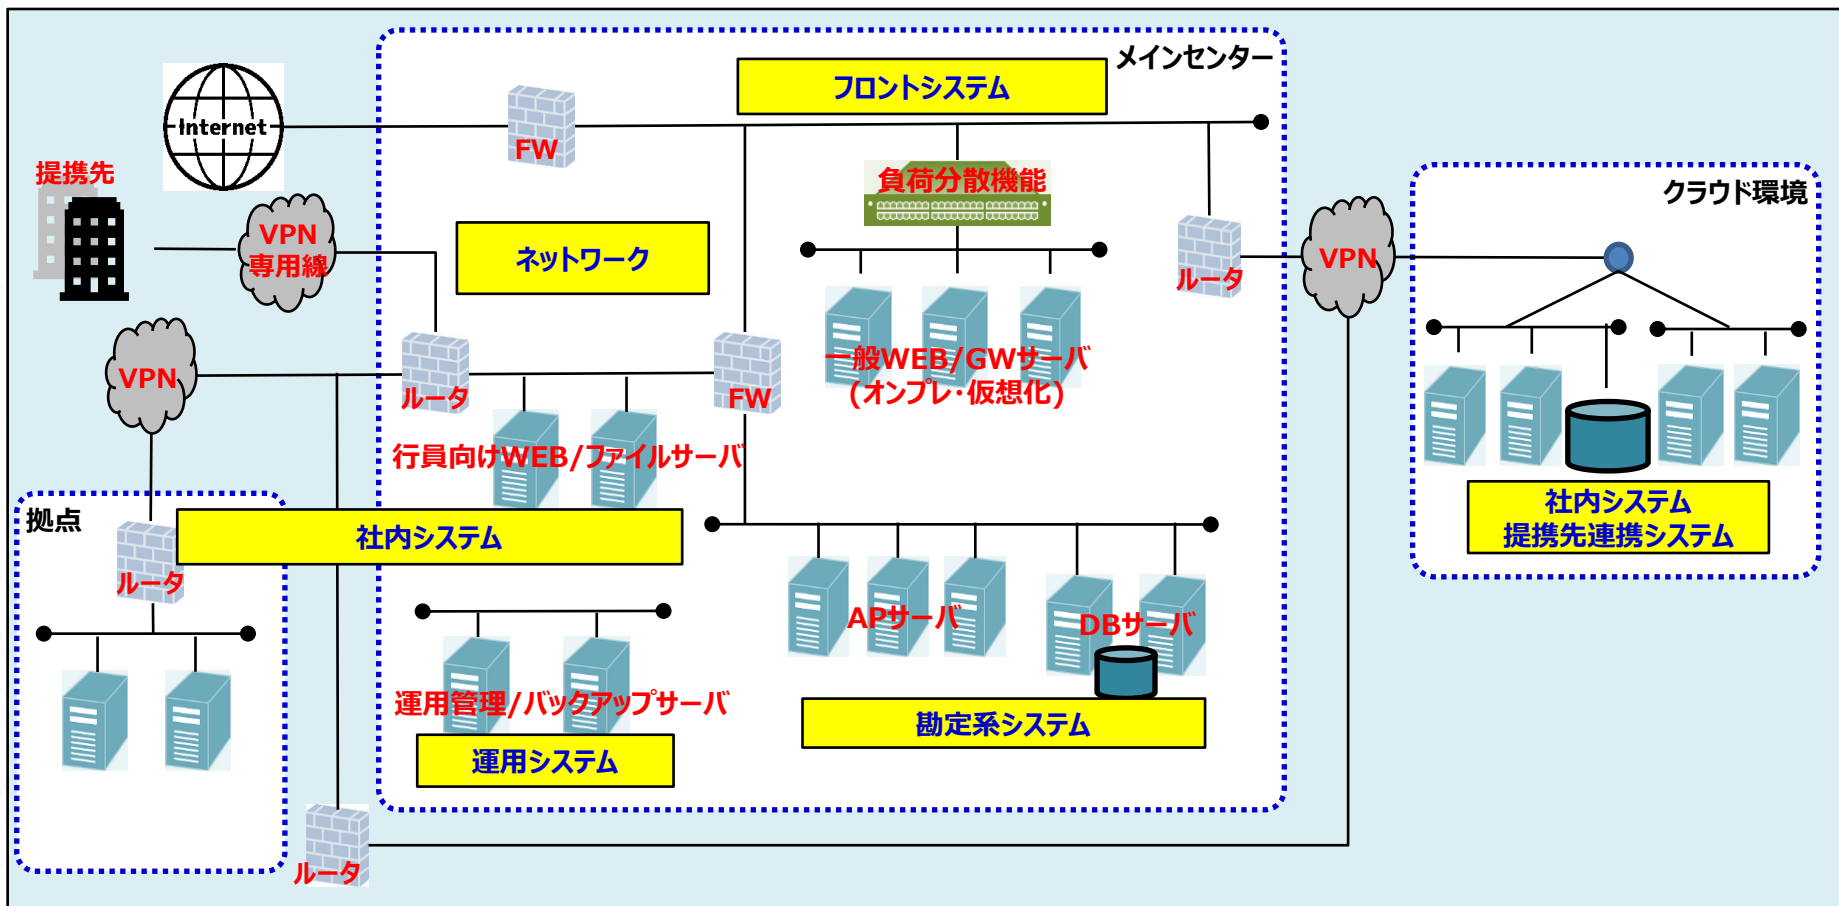 メインセンター
フロントシステム
Internet
FW
提携先
負荷分散機能
クラウド環境
VPN
専用線
ネットワーク
ルータ
VPN
一般WEB/GWサーバ
(オンプレ・仮想化)
VPN
ルータ
FW
行員向けWEB/ファイルサーバ
拠点
社内システム
社内システム
提携先連携システム
ルータ
APサーバ
DBサーバ
運用管理/バックアップサーバ
勘定系システム
運用システム
ルータ